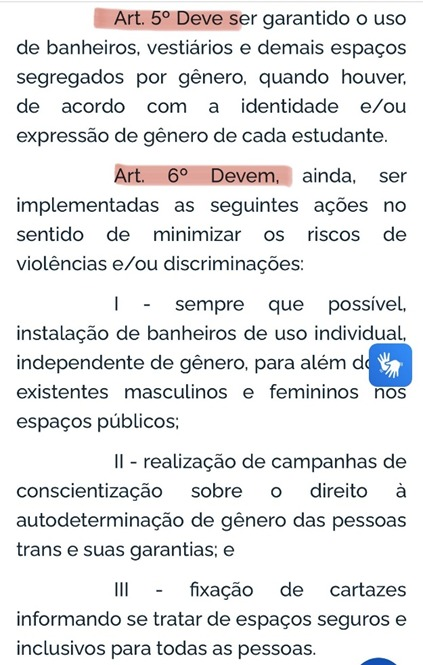 Art. 5º Deve ser garantido o uso
de banheiros, vestiários e demais espaços
segregados por gênero, quando houver,
de acordo com a identidade e/ou
expressão de gênero de cada estudante.
Art. 6º Devem, ainda, ser
implementadas as seguintes ações no
sentido de minimizar os riscos de
violências e/ou discriminações:
I - sempre que possível,
instalação de banheiros de uso individual,
independente de gênero, para além
existentes masculinos e femininos nos
espaços públicos;
II - realização de campanhas de
conscientização sobre o direito à
autodeterminação de gênero das pessoas
trans e suas garantias; e
III - fixação de cartazes
informando se tratar de espaços seguros e
inclusivos para todas as pessoas.